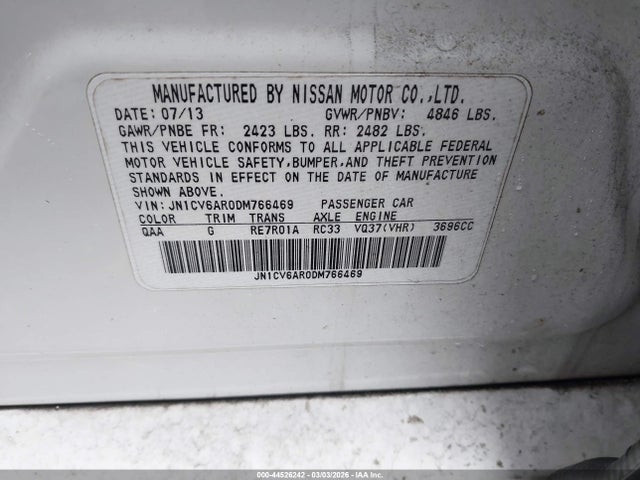 MANUFACTURED BY NISSAN MOTOR CO.,LTD.
DATE: 07/13 GVWR/PNBV: 4846 LBS.
GAWR/PNBE FR: 2423 LBS. RR: 2482 LBS.
THIS VEHICLE CONFORMS TO ALL APPLICABLE FEDERAL
MOTOR VEHICLE SAFETY,BUMPER,AND THEFT PREVENTION
STANDARDS IN EFFECT ON THE DATE OF MANUFACTURE
SHOWN ABOVE.
VIN: JN1CV6AR0DM766469 PASSENGER CAR
COLOR TRIM TRANS AXLE ENGINE
QAA G RE7R01A RC33 VQ37(VHR) 3696CC
JN1CV6AR0DM766469
000-44526242 - 03/03/2026 - IAA Corp.